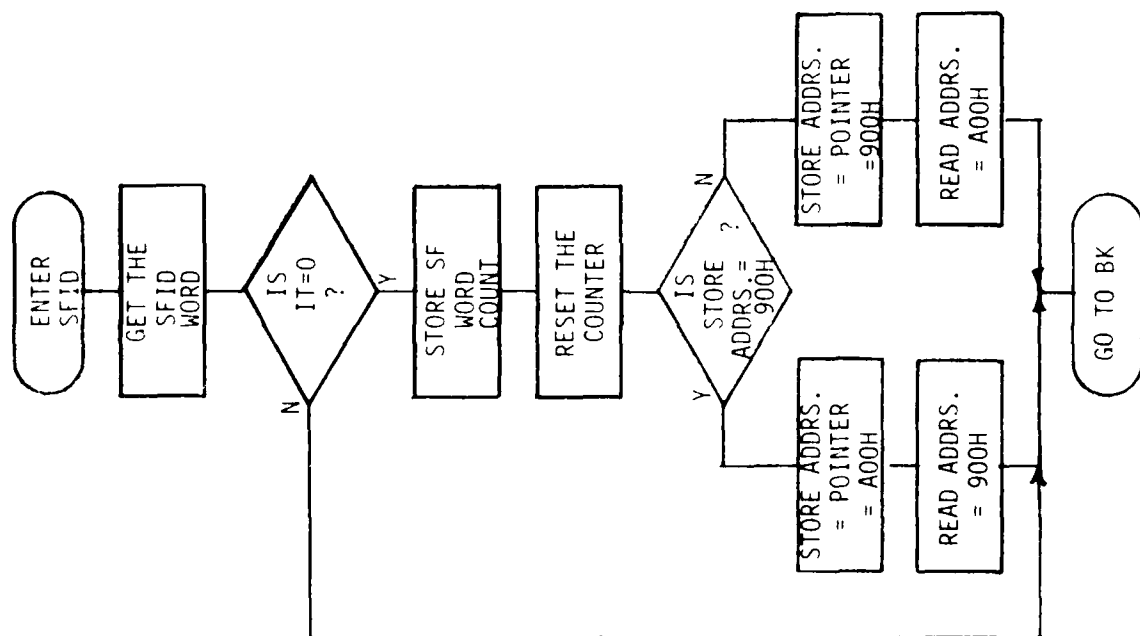 ENTER
SFID
GET THE
SFID
WORD
IS
IT=0
?
N
Y
STORE SF
WORD
COUNT
RESET THE
COUNTER
IS
STORE
ADDRS.=
900H
?
Y
N
STORE ADDRS.
= POINTER
= A00H
READ ADDRS.
= 900H
STORE ADDRS.
= POINTER
=900H
READ ADDRS.
= A00H
GO TO BK